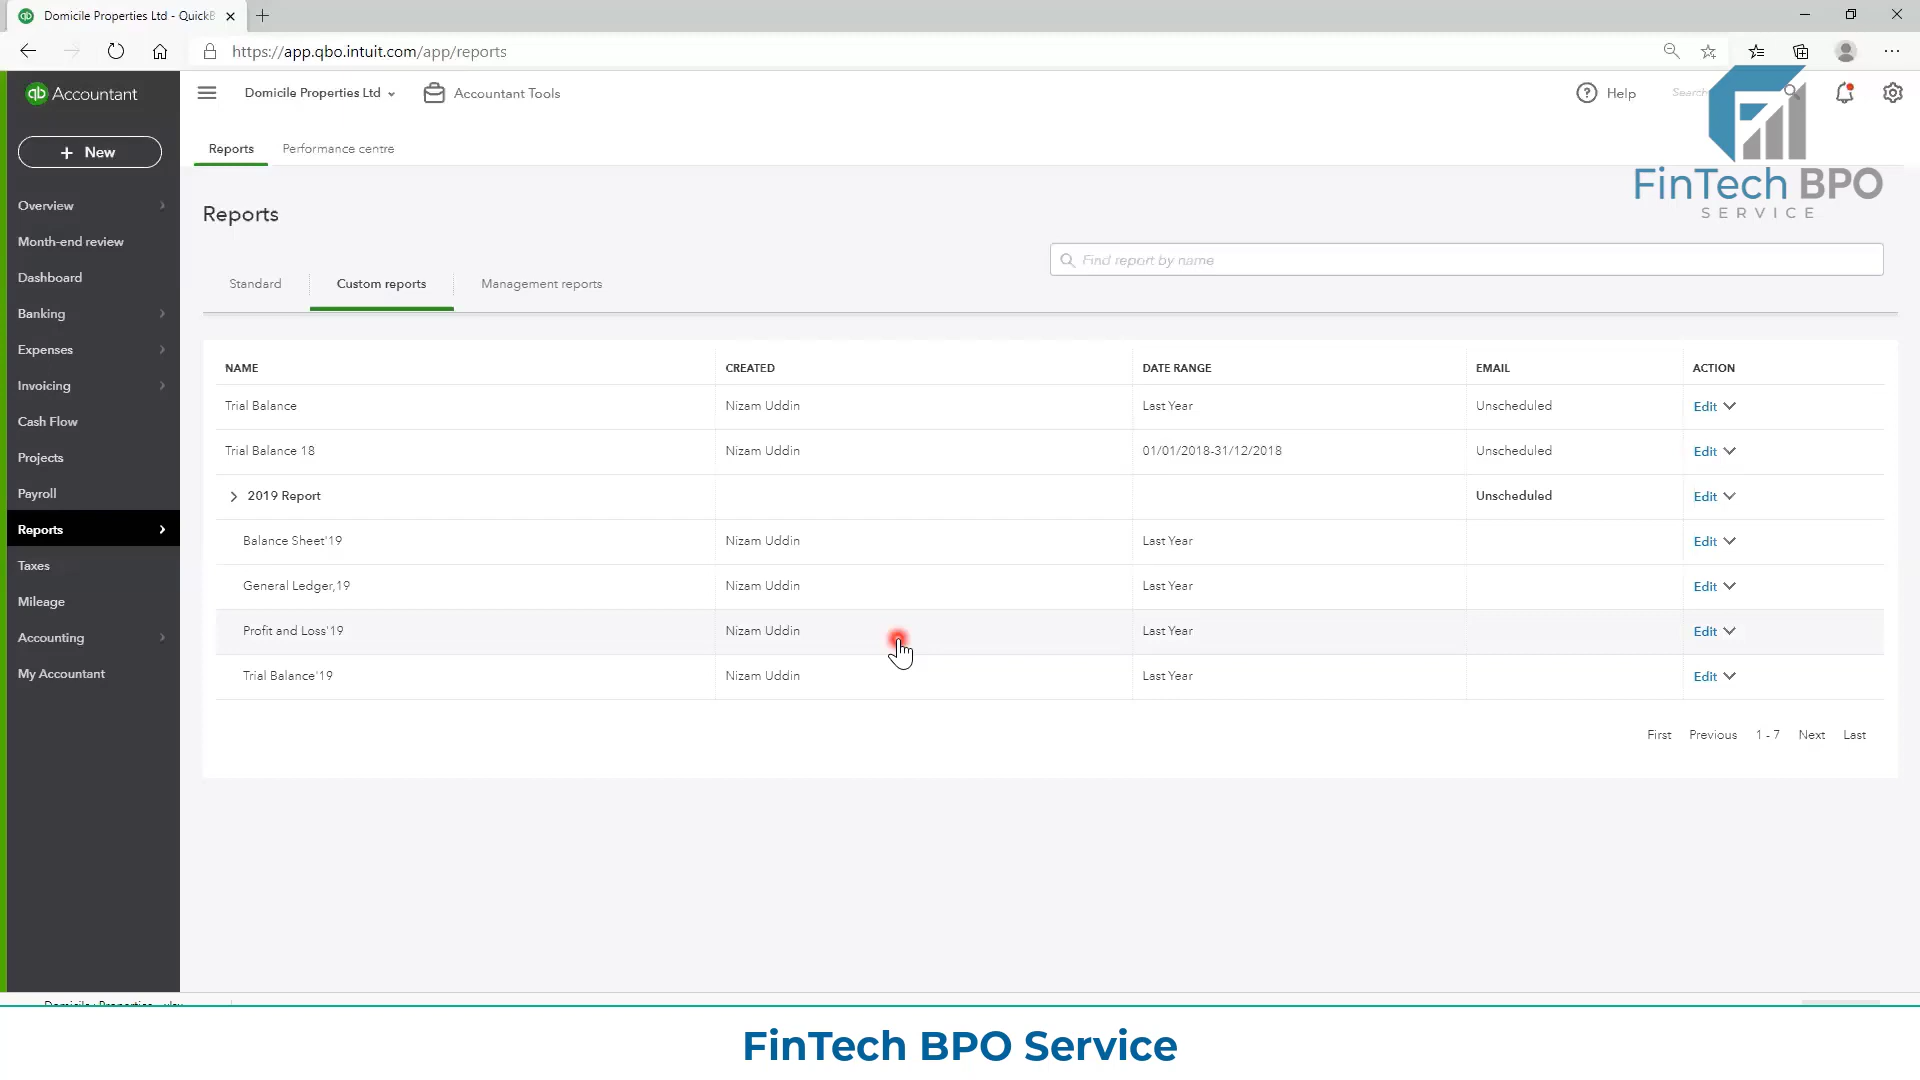 Domicile Properties Ltd - QuickB
https://app.qbo.intuit.com/app/reports
qb Accountant
Domicile Properties Ltd
Accountant Tools
Help
Search
+ New
Reports
Performance centre
FinTech BPO
SERVICE
Overview
Month-end review
Dashboard
Banking
Expenses
Invoicing
Cash Flow
Projects
Payroll
Reports
Taxes
Mileage
Accounting
My Accountant
Reports
Find report by name
Standard
Custom reports
Management reports
NAME CREATED DATE RANGE EMAIL ACTION
Trial Balance Nizam Uddin Last Year Unscheduled Edit
Trial Balance 18 Nizam Uddin 01/01/2018-31/12/2018 Unscheduled Edit
2019 Report Unscheduled Edit
Balance Sheet'19 Nizam Uddin Last Year Edit
General Ledger,19 Nizam Uddin Last Year Edit
Profit and Loss'19 Nizam Uddin Last Year Edit
Trial Balance'19 Nizam Uddin Last Year Edit
First Previous 1 - 7 Next Last
FinTech BPO Service